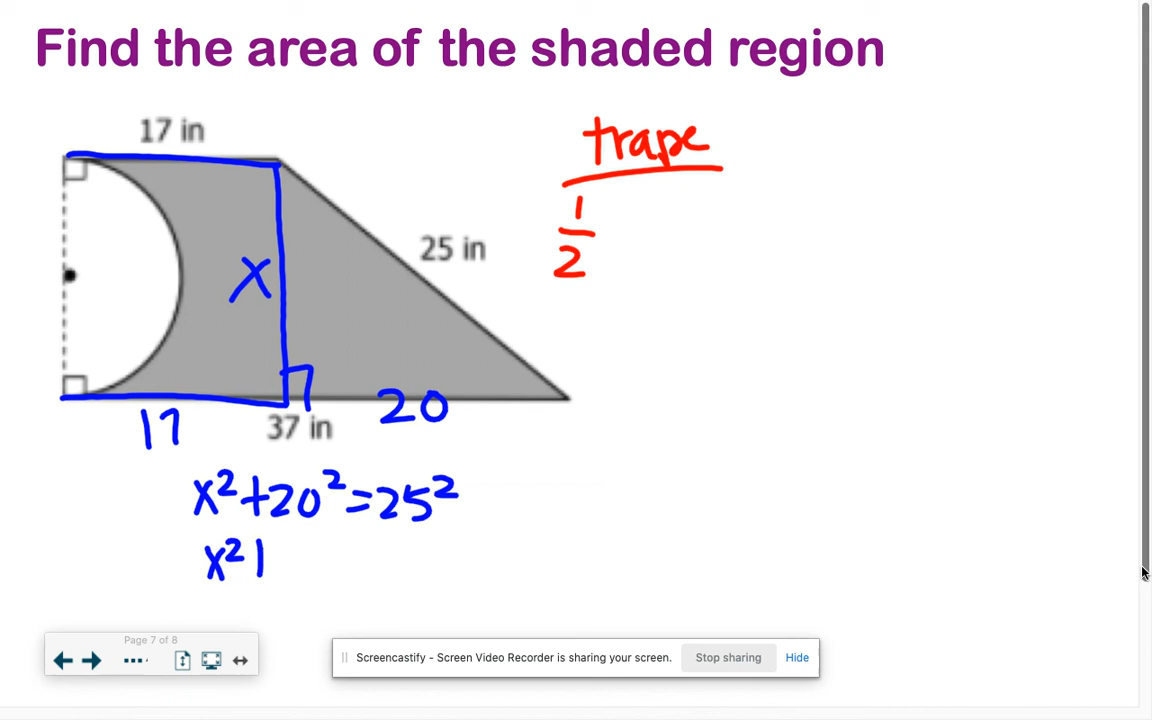 Find the area of the shaded region
17 in
trape
1
2
25 in
x
20
17
37 in
x²+20²=25²
x² 1
Page 7 of 8
Screencastify - Screen Video Recorder is sharing your screen.
Stop sharing
Hide